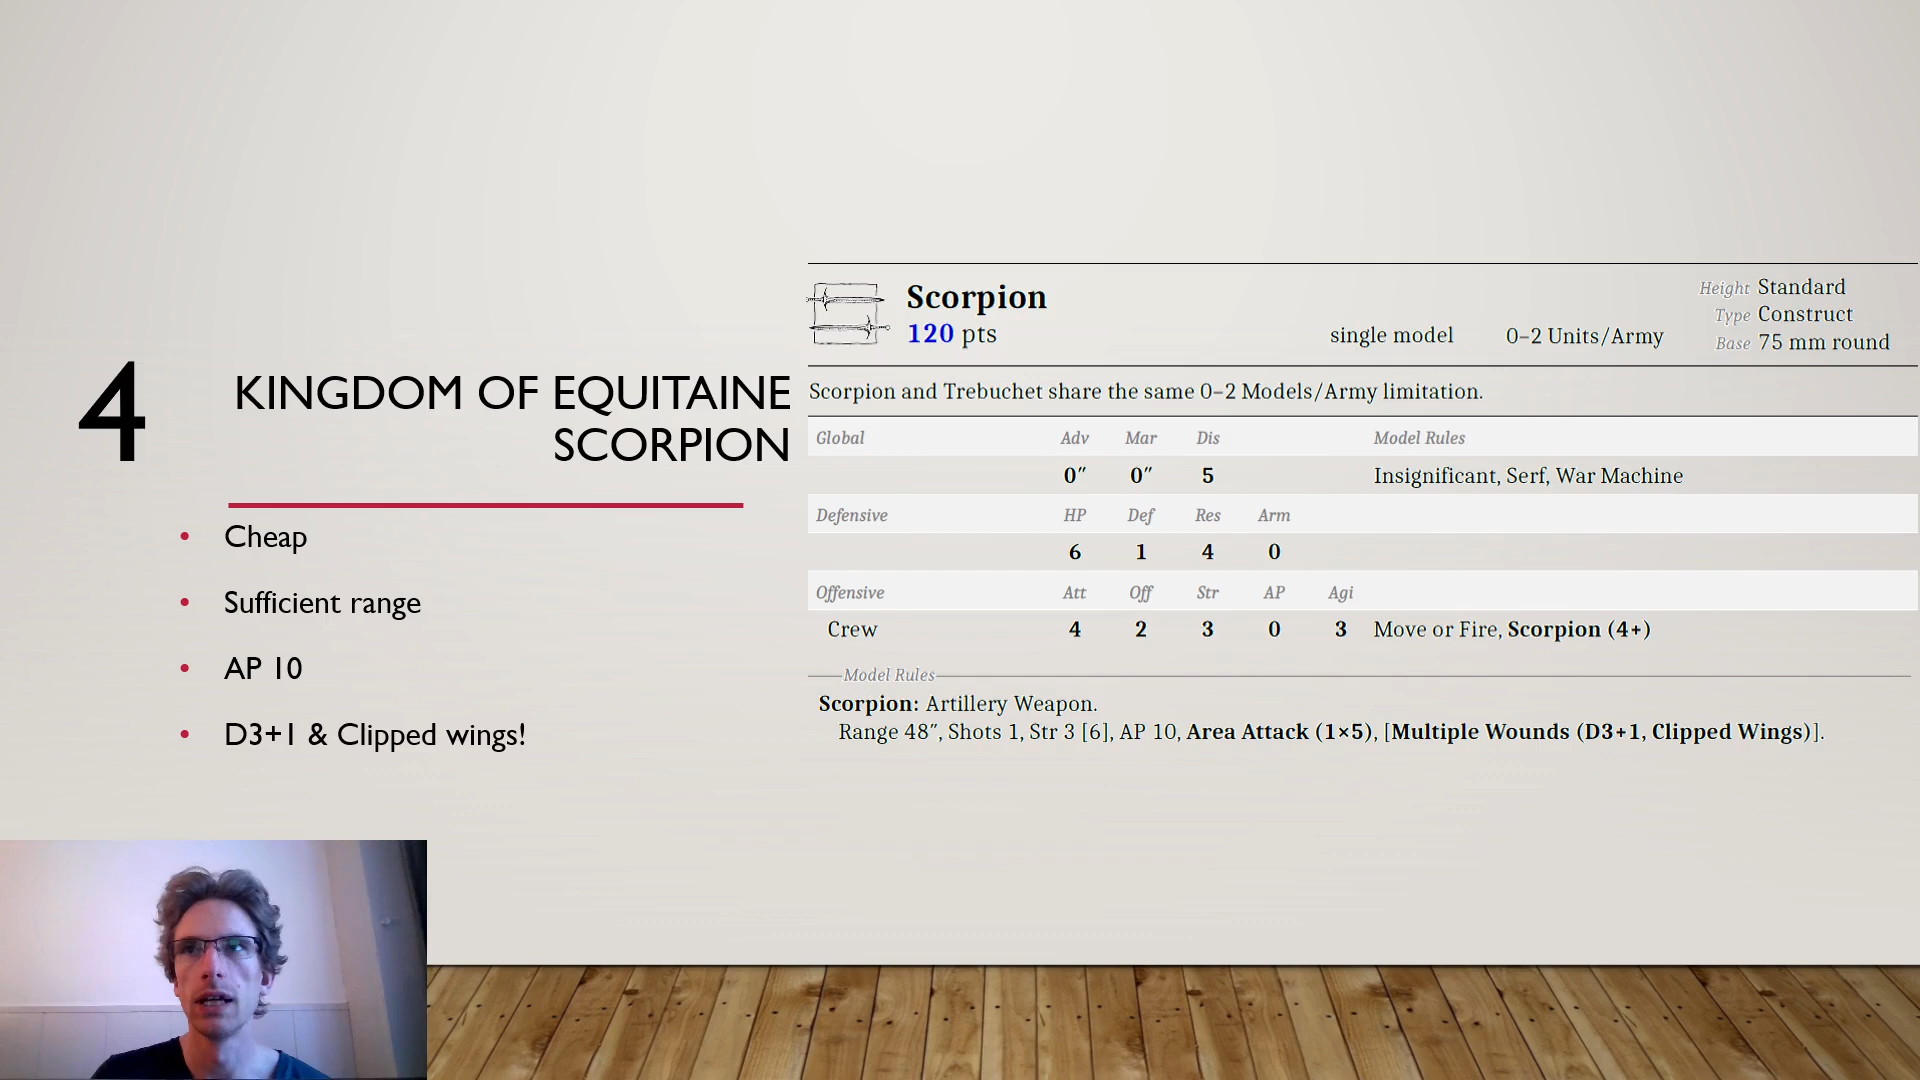 4
KINGDOM OF EQUITAINE
SCORPION
• Cheap
• Sufficient range
• AP 10
• D3+1 & Clipped wings!
Scorpion
120 pts
single model
0–2 Units/Army
Height Standard
Type Construct
Base 75 mm round
Scorpion and Trebuchet share the same 0–2 Models/Army limitation.
Global Adv Mar Dis Model Rules
0″ 0″ 5 Insignificant, Serf, War Machine
Defensive HP Def Res Arm
6 1 4 0
Offensive Att Off Str AP Agi
Crew 4 2 3 0 3 Move or Fire, Scorpion (4+)
Model Rules
Scorpion: Artillery Weapon.
Range 48″, Shots 1, Str 3 [6], AP 10, Area Attack (1×5), [Multiple Wounds (D3+1, Clipped Wings)].